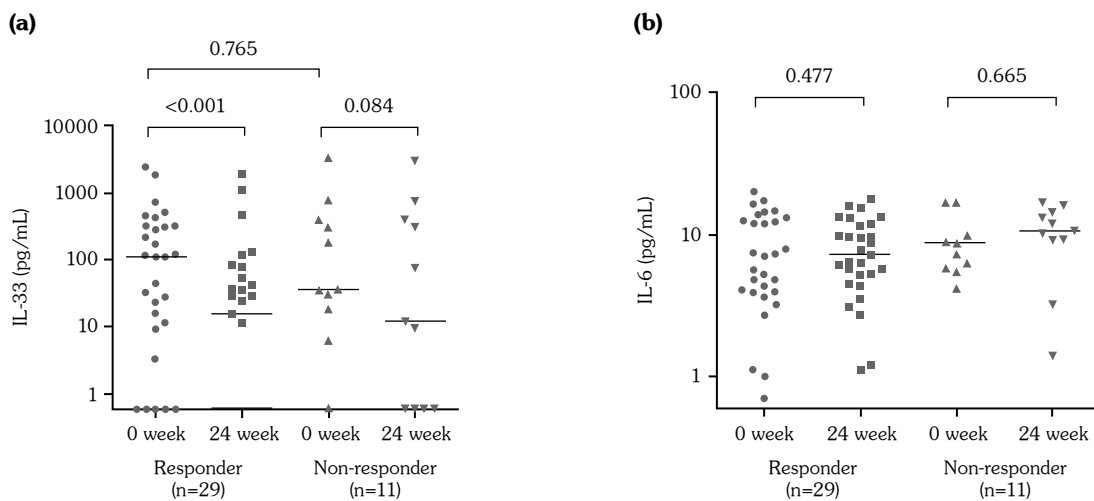 (a)
0.765
<0.001
0.084
10000
1000
100
10
1
IL-33 (pg/mL)
0 week 24 week 0 week 24 week
Responder Non-responder
(n=29) (n=11)
(b)
0.477
0.665
100
10
1
IL-6 (pg/mL)
0 week 24 week 0 week 24 week
Responder Non-responder
(n=29) (n=11)